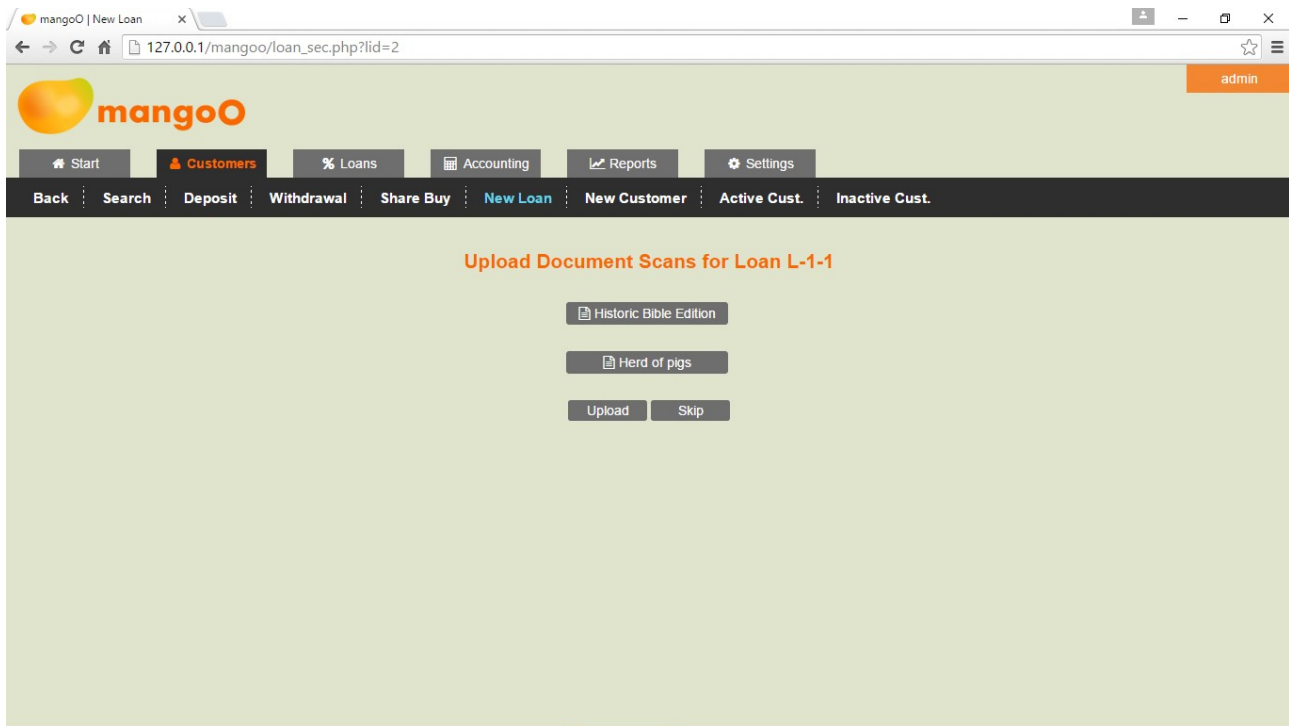 mangoO | New Loan
127.0.0.1/mangoo/loan_sec.php?lid=2
admin
mangoO
Start Customers % Loans Accounting Reports Settings
Back Search Deposit Withdrawal Share Buy New Loan New Customer Active Cust. Inactive Cust.
Upload Document Scans for Loan L-1-1
Historic Bible Edition
Herd of pigs
Upload Skip